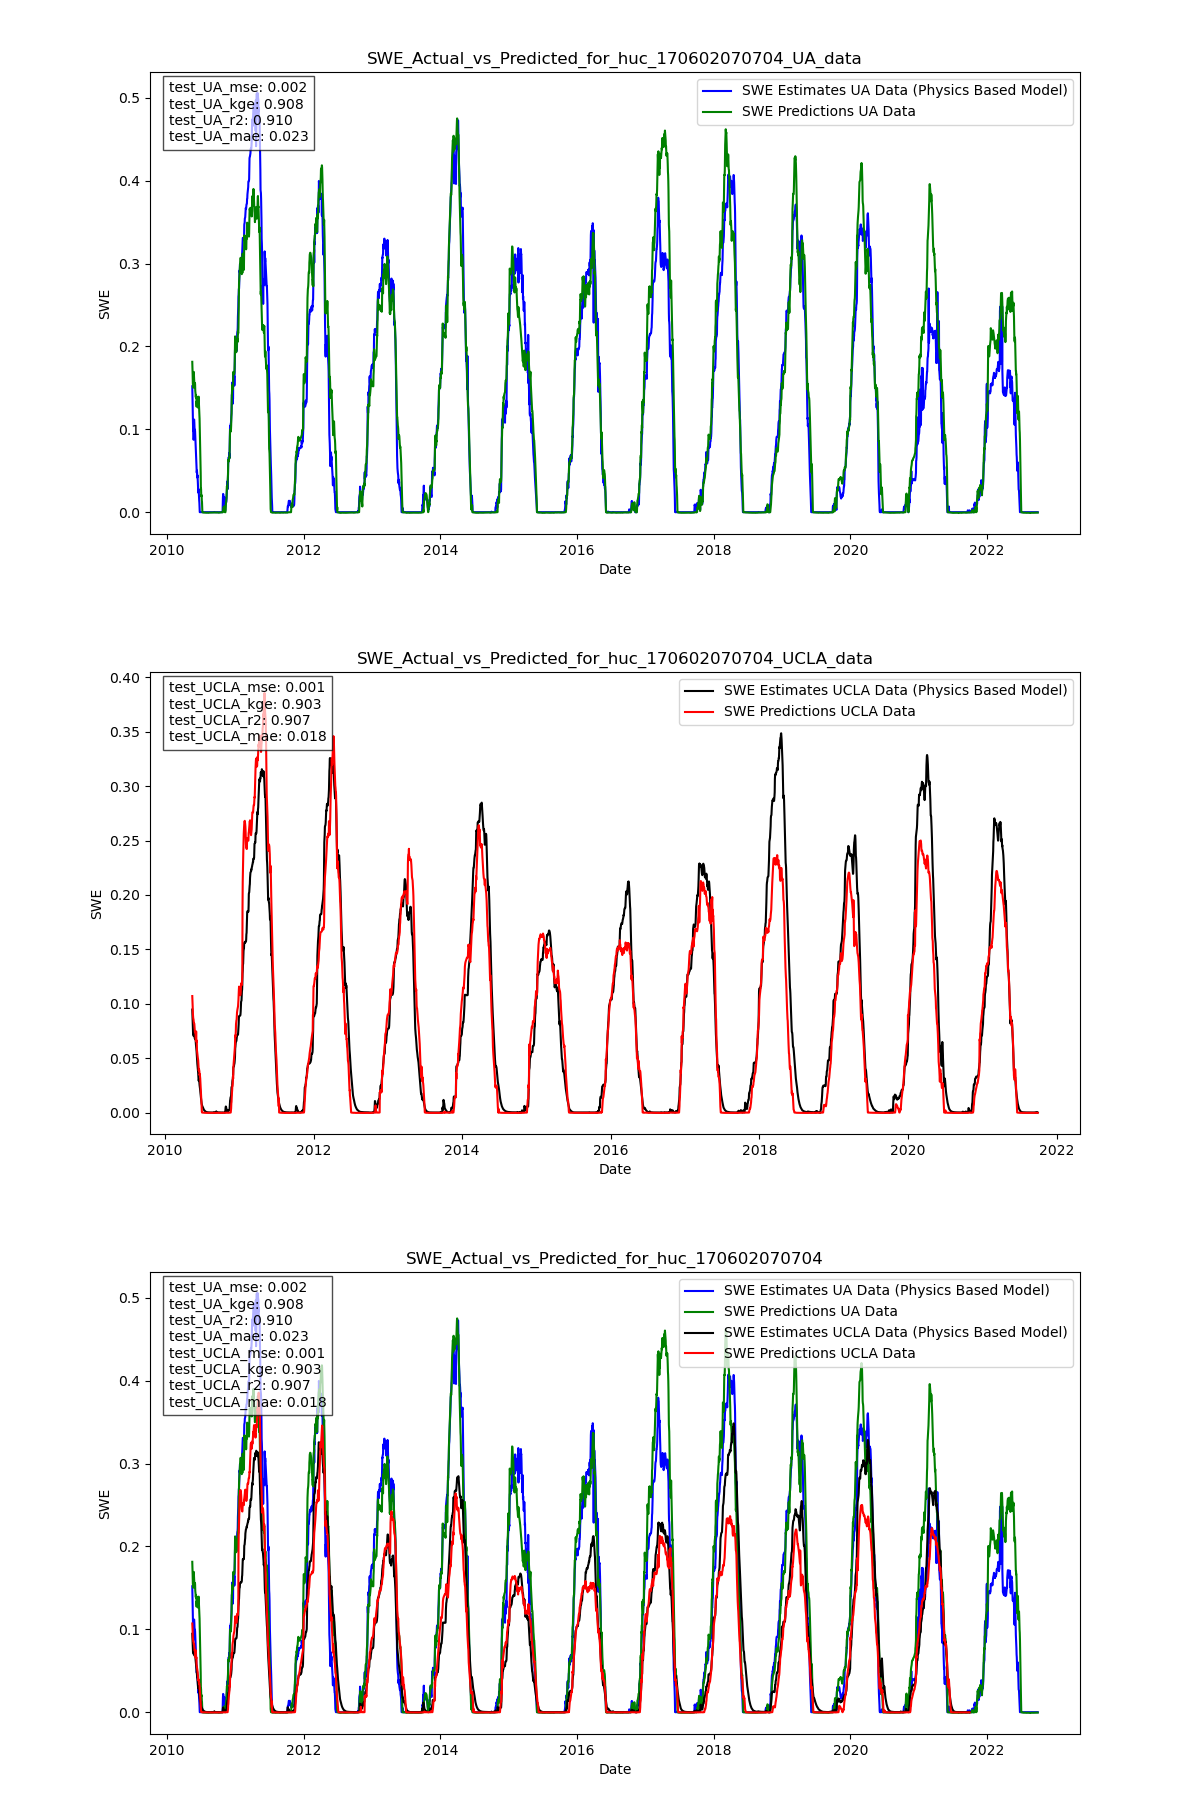 SWE_Actual_vs_Predicted_for_huc_170602070704_UA_data
test_UA_mse: 0.002
test_UA_kge: 0.908
test_UA_r2: 0.910
test_UA_mae: 0.023
SWE Estimates UA Data (Physics Based Model)
SWE Predictions UA Data
0.5
0.4
0.3
0.2
0.1
0.0
SWE
2010 2012 2014 2016 2018 2020 2022
Date
SWE_Actual_vs_Predicted_for_huc_170602070704_UCLA_data
test_UCLA_mse: 0.001
test_UCLA_kge: 0.903
test_UCLA_r2: 0.907
test_UCLA_mae: 0.018
SWE Estimates UCLA Data (Physics Based Model)
SWE Predictions UCLA Data
0.40
0.35
0.30
0.25
0.20
0.15
0.10
0.05
0.00
SWE
2010 2012 2014 2016 2018 2020 2022
Date
SWE_Actual_vs_Predicted_for_huc_170602070704
test_UA_mse: 0.002
test_UA_kge: 0.908
test_UA_r2: 0.910
test_UA_mae: 0.023
test_UCLA_mse: 0.001
test_UCLA_kge: 0.903
test_UCLA_r2: 0.907
test_UCLA_mae: 0.018
SWE Estimates UA Data (Physics Based Model)
SWE Predictions UA Data
SWE Estimates UCLA Data (Physics Based Model)
SWE Predictions UCLA Data
0.5
0.4
0.3
0.2
0.1
0.0
SWE
2010 2012 2014 2016 2018 2020 2022
Date